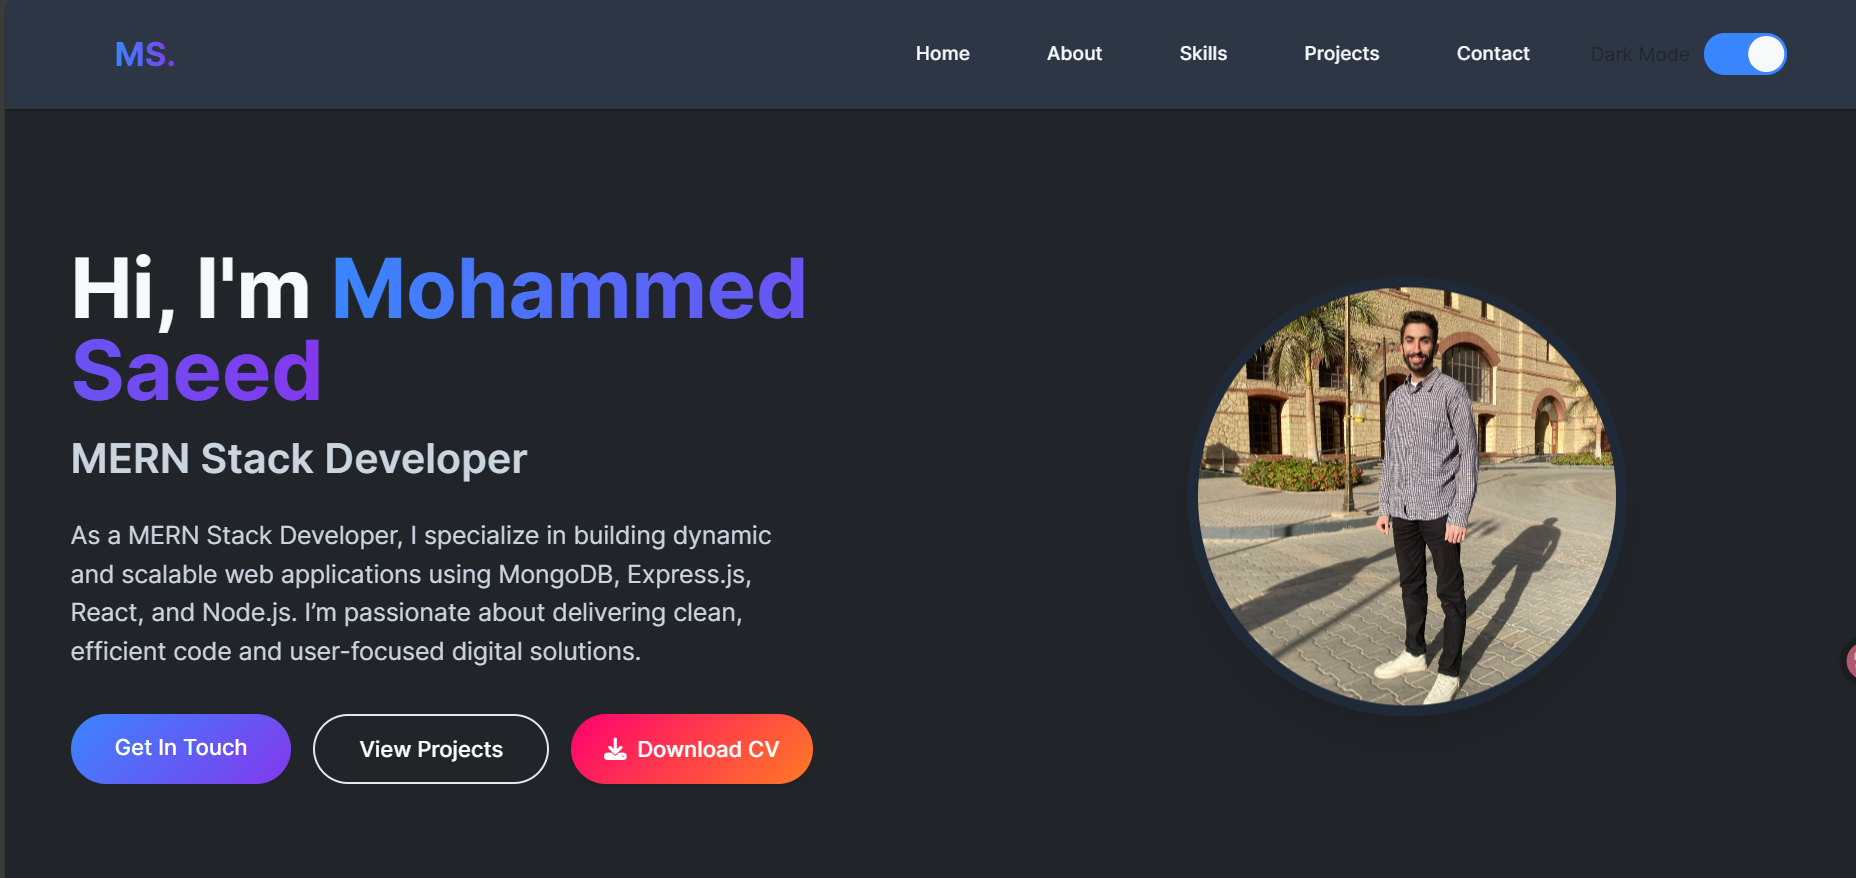 MS.
Home
About
Skills
Projects
Contact
Dark Mode
Hi, I'm Mohammed
Saeed
MERN Stack Developer
As a MERN Stack Developer, I specialize in building dynamic
and scalable web applications using MongoDB, Express.js,
React, and Node.js. I’m passionate about delivering clean,
efficient code and user-focused digital solutions.
Get In Touch
View Projects
Download CV